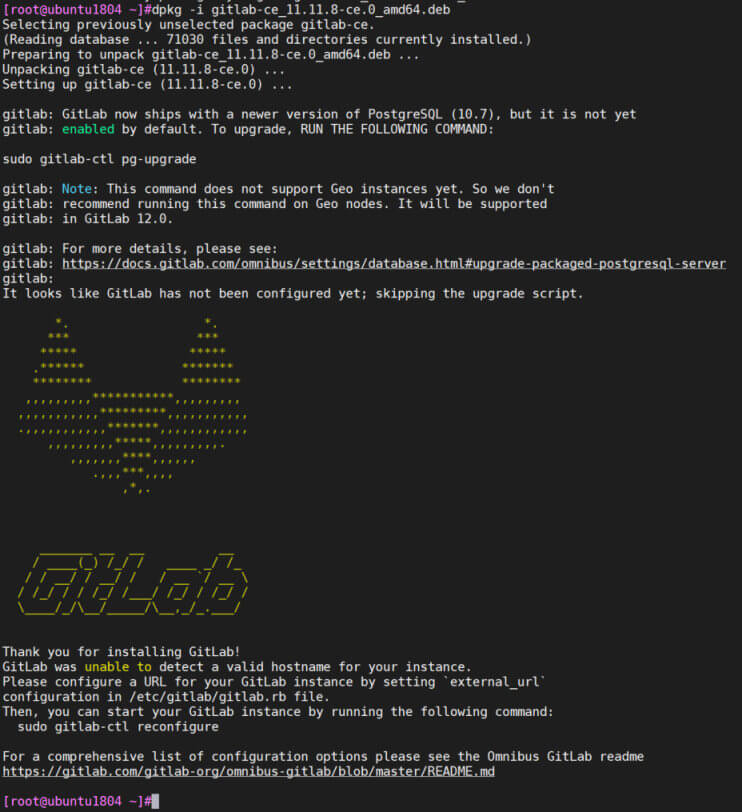 [root@ubuntu1804 ~]#dpkg -i gitlab-ce_11.11.8-ce.0_amd64.deb
Selecting previously unselected package gitlab-ce.
(Reading database ... 71030 files and directories currently installed.)
Preparing to unpack gitlab-ce_11.11.8-ce.0_amd64.deb ...
Unpacking gitlab-ce (11.11.8-ce.0) ...
Setting up gitlab-ce (11.11.8-ce.0) ...
gitlab: GitLab now ships with a newer version of PostgreSQL (10.7), but it is not yet
gitlab: enabled by default. To upgrade, RUN THE FOLLOWING COMMAND:
sudo gitlab-ctl pg-upgrade
gitlab: Note: This command does not support Geo instances yet. So we don't
gitlab: recommend running this command on Geo nodes. It will be supported
gitlab: in GitLab 12.0.
gitlab: For more details, please see:
gitlab: https://docs.gitlab.com/omnibus/settings/database.html#upgrade-packaged-postgresql-server
gitlab:
It looks like GitLab has not been configured yet; skipping the upgrade script.
GitLab
Thank you for installing GitLab!
GitLab was unable to detect a valid hostname for your instance.
Please configure a URL for your GitLab instance by setting `external_url`
configuration in /etc/gitlab/gitlab.rb file.
Then, you can start your GitLab instance by running the following command:
sudo gitlab-ctl reconfigure
For a comprehensive list of configuration options please see the Omnibus GitLab readme
https://gitlab.com/gitlab-org/omnibus-gitlab/blob/master/README.md
[root@ubuntu1804 ~]#